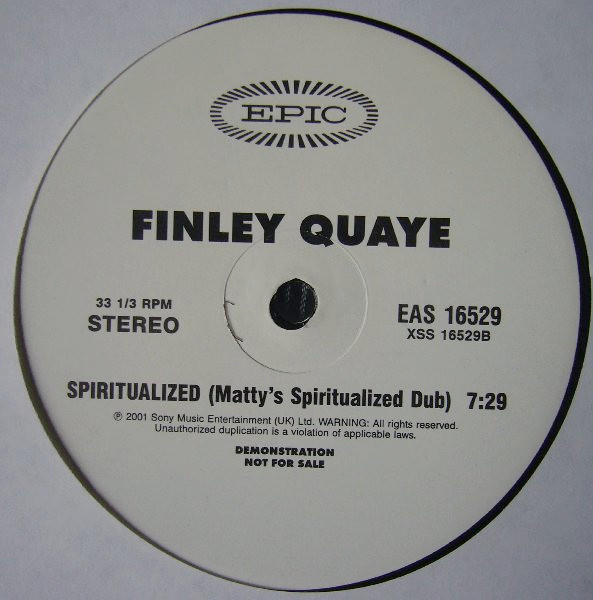 EPIC
FINLEY QUAYE
33 1/3 RPM
STEREO
EAS 16529
XSS 16529B
SPIRITUALIZED (Matty's Spiritualized Dub) 7:29
℗ 2001 Sony Music Entertainment (UK) Ltd. WARNING: All rights reserved.
Unauthorized duplication is a violation of applicable laws.
DEMONSTRATION
NOT FOR SALE